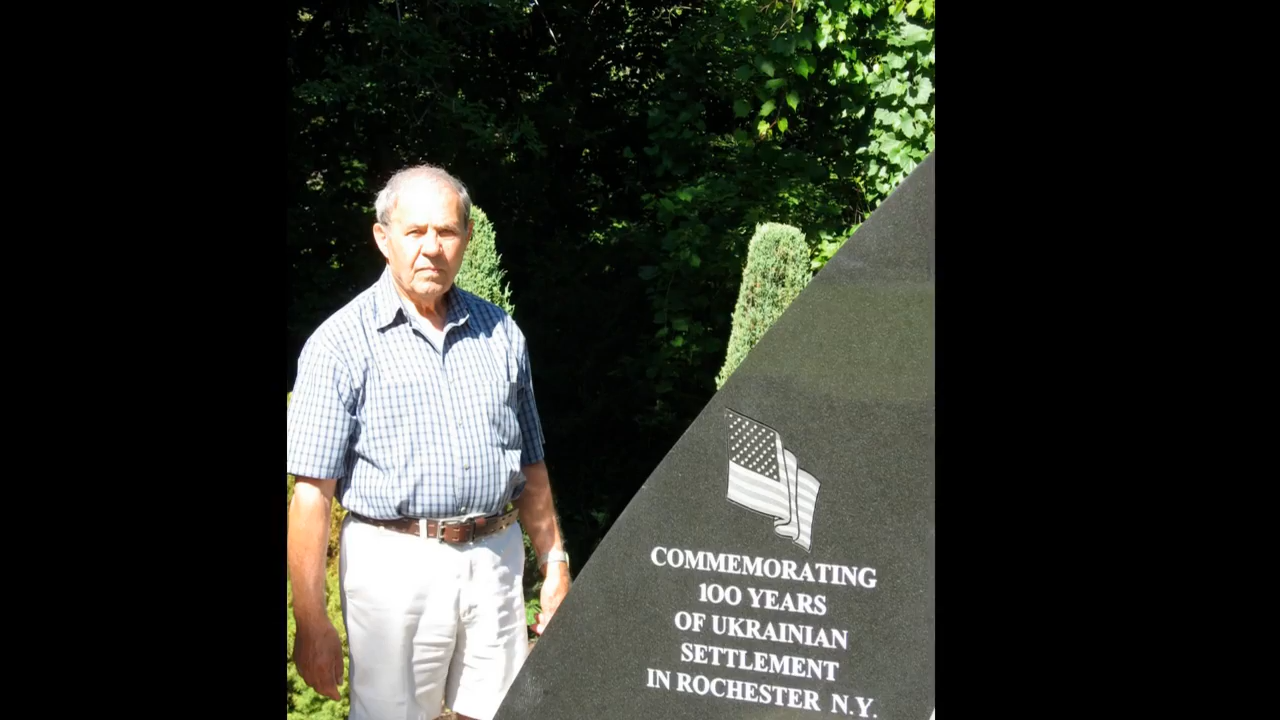 COMMEMORATING
100 YEARS
OF UKRAINIAN
SETTLEMENT
IN ROCHESTER N.Y.